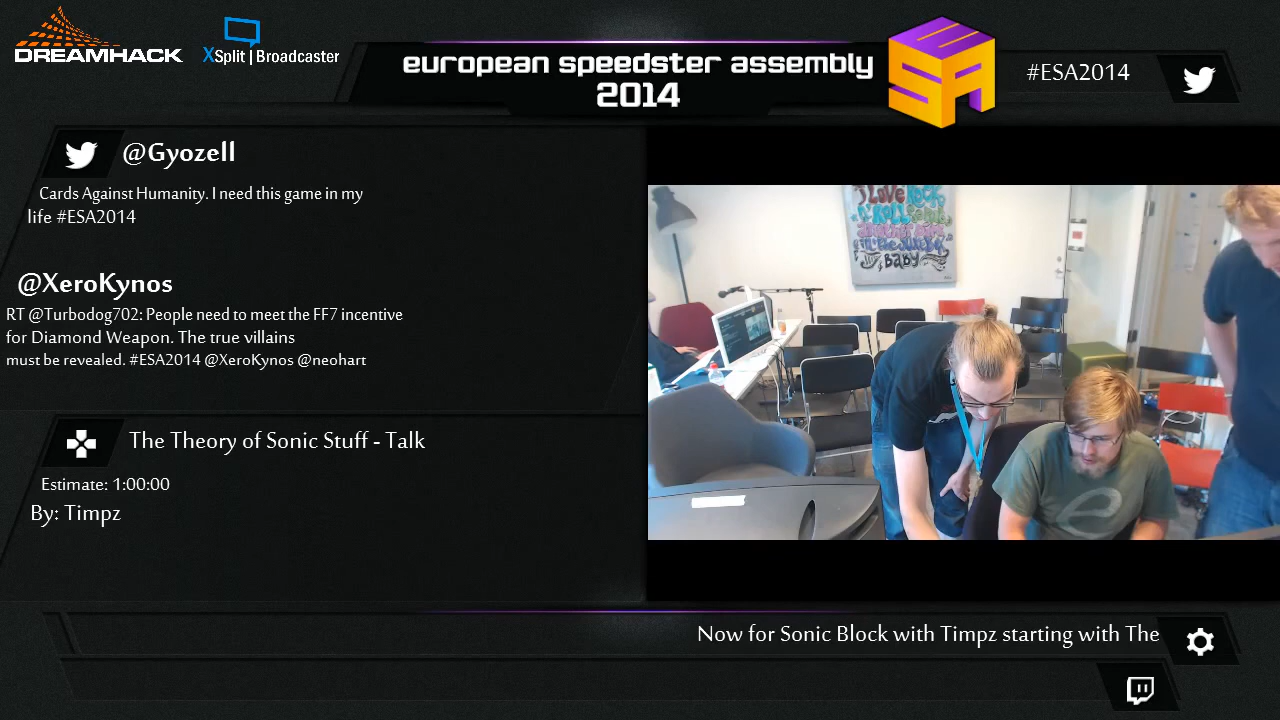 DREAMHACK
XSplit | Broadcaster
european speedster assembly
2014
#ESA2014
@Gyozell
Cards Against Humanity. I need this game in my
life #ESA2014
@XeroKynos
RT @Turbodog702: People need to meet the FF7 incentive
for Diamond Weapon. The true villains
must be revealed. #ESA2014 @XeroKynos @neohart
I LOVE ROCK
BABY
The Theory of Sonic Stuff - Talk
Estimate: 1:00:00
By: Timpz
Now for Sonic Block with Timpz starting with The